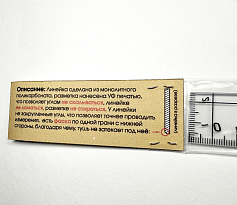 Описание: Линейка сделана из монолитного
поликарбоната, разметка нанесена УФ печатью,
что позволяет углам не скалываться, линейке
не ломаться, разметке не стираться. У линейки
не закругленные углы, что позволяет точнее проводить
измерения, есть фаска по одной грани с нижней
стороны, благодаря чему, тушь не затекает под неё:
0
1